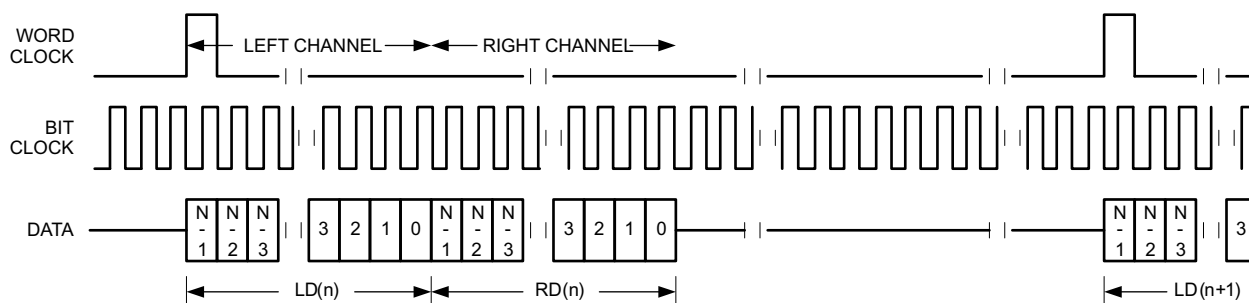 WORD
CLOCK
LEFT CHANNEL
RIGHT CHANNEL
BIT
CLOCK
DATA
N
-
1
N
-
2
N
-
3
3
2
1
0
N
-
1
N
-
2
N
-
3
3
2
1
0
N
-
1
N
-
2
N
-
3
3
LD(n)
RD(n)
LD(n+1)